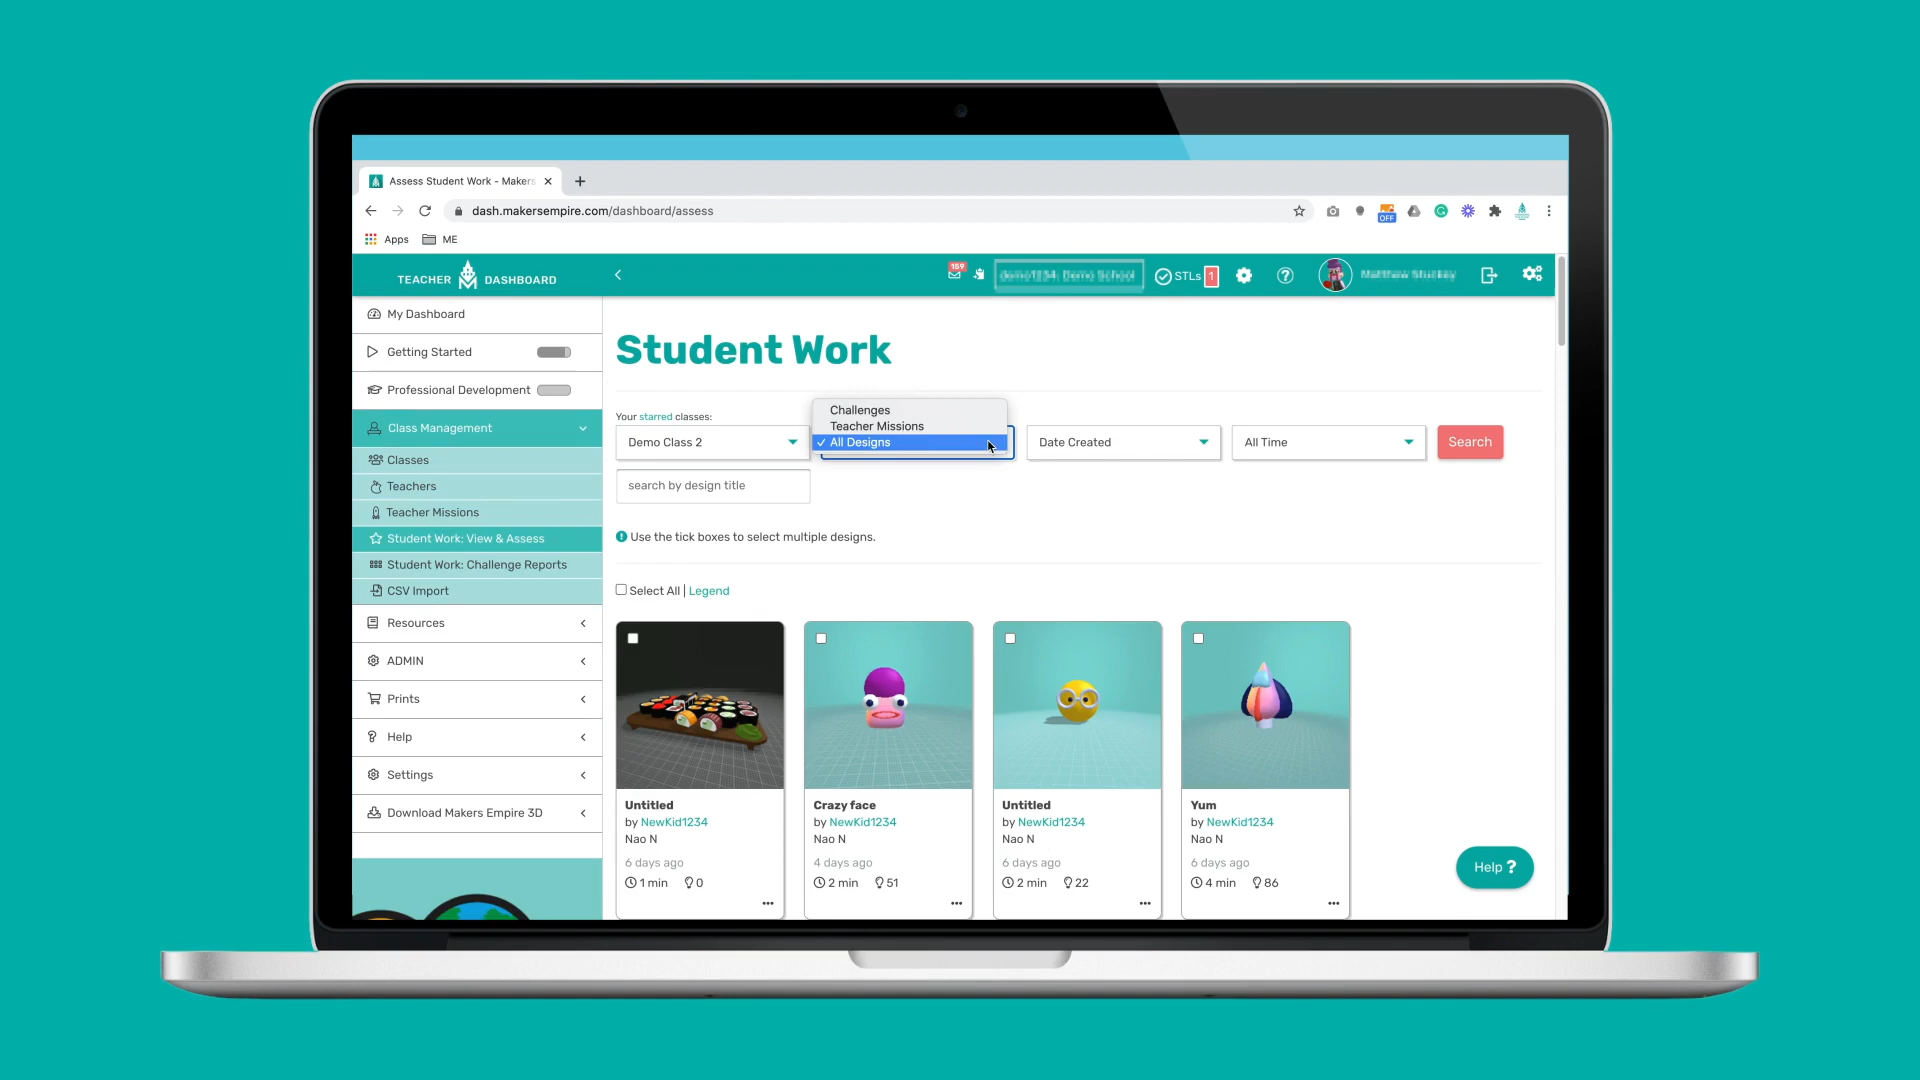 Assess Student Work - Makers
dash.makersempire.com/dashboard/assess
OFF
Apps
ME
TEACHER DASHBOARD
159
STLs 1
My Dashboard
Getting Started
Professional Development
Class Management
Classes
Teachers
Teacher Missions
Student Work: View & Assess
Student Work: Challenge Reports
CSV Import
Resources
ADMIN
Prints
Help
Settings
Download Makers Empire 3D
Student Work
Your starred classes:
Demo Class 2
Challenges
Teacher Missions
✓ All Designs
Date Created
All Time
Search
search by design title
Use the tick boxes to select multiple designs.
Select All | Legend
Untitled
by NewKid1234
Nao N
6 days ago
1 min 0
Crazy face
by NewKid1234
Nao N
4 days ago
2 min 51
Untitled
by NewKid1234
Nao N
6 days ago
2 min 22
Yum
by NewKid1234
Nao N
6 days ago
4 min 86
Help ?